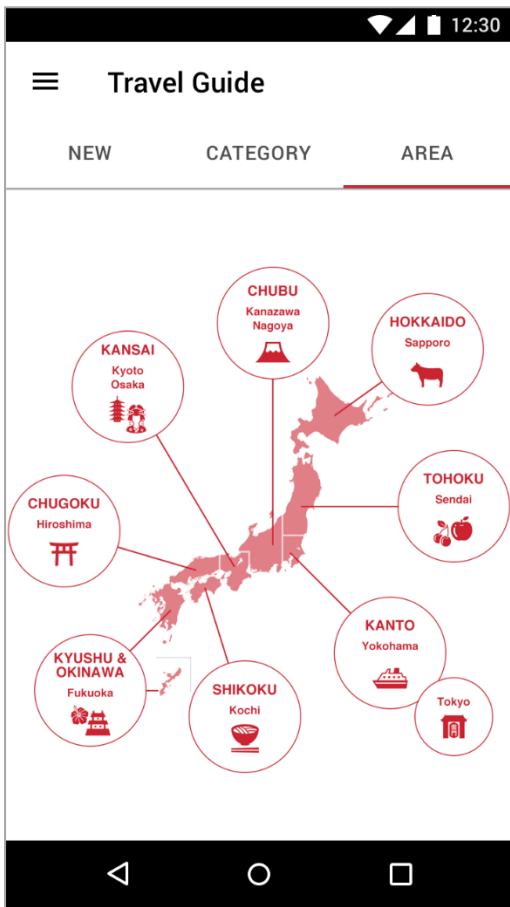 12:30
Travel Guide
NEW
CATEGORY
AREA
CHUBU
Kanazawa
Nagoya
HOKKAIDO
Sapporo
KANSAI
Kyoto
Osaka
TOHOKU
Sendai
CHUGOKU
Hiroshima
KANTO
Yokohama
KYUSHU &
OKINAWA
Fukuoka
SHIKOKU
Kochi
Tokyo